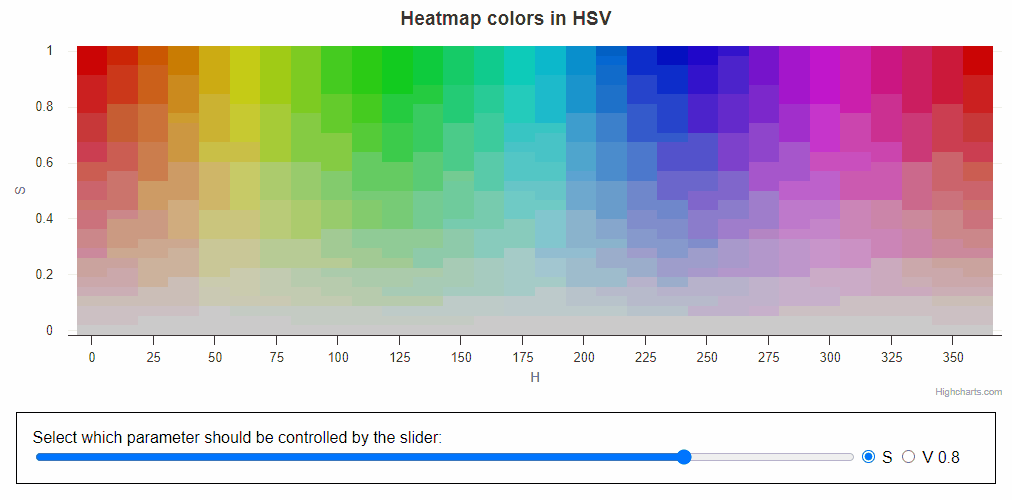 Heatmap colors in HSV
1
0.8
0.6
0.4
0.2
0
S
0 25 50 75 100 125 150 175 200 225 250 275 300 325 350
H
Highcharts.com
Select which parameter should be controlled by the slider:
S V 0.8